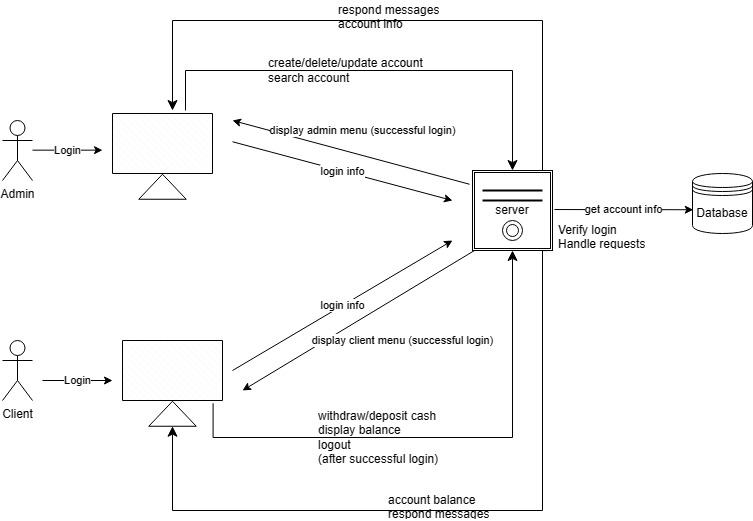 respond messages
account info
create/delete/update account
search account
display admin menu (successful login)
Login
login info
Admin
server
get account info
Database
Verify login
Handle requests
login info
display client menu (successful login)
Login
Client
withdraw/deposit cash
display balance
logout
(after successful login)
account balance
respond messages